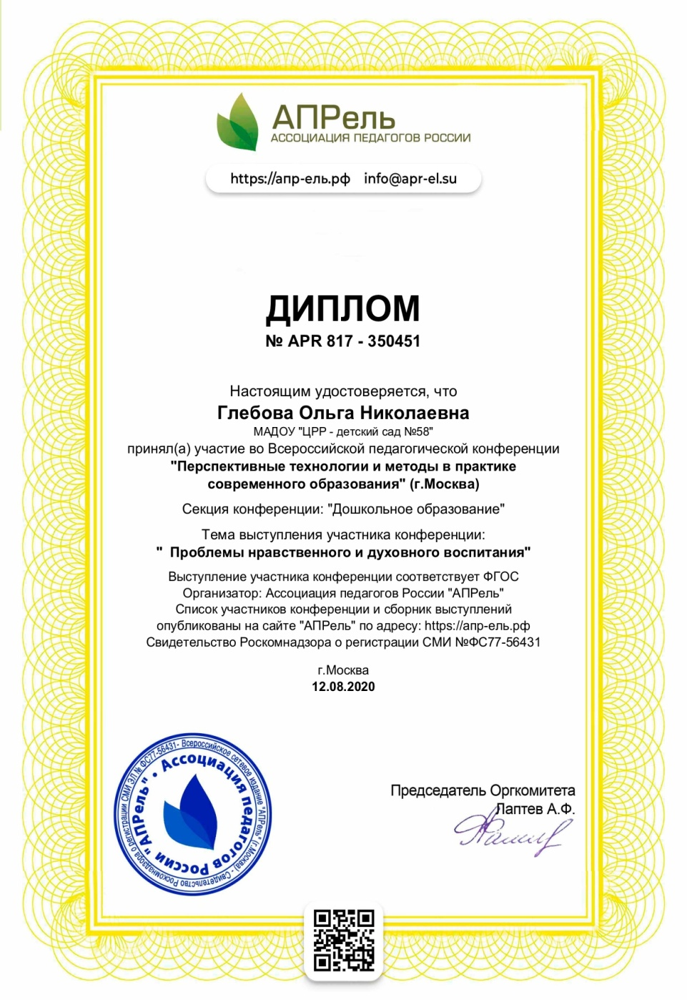 АПРель
АССОЦИАЦИЯ ПЕДАГОГОВ РОССИИ
https://апр-ель.рф info@apr-el.su
ДИПЛОМ
№ APR 817 - 350451
Настоящим удостоверяется, что
Глебова Ольга Николаевна
МАДОУ "ЦРР - детский сад №58"
принял(а) участие во Всероссийской педагогической конференции
"Перспективные технологии и методы в практике
современного образования" (г.Москва)
Секция конференции: "Дошкольное образование"
Тема выступления участника конференции:
" Проблемы нравственного и духовного воспитания"
Выступление участника конференции соответствует ФГОС
Организатор: Ассоциация педагогов России "АПРель"
Список участников конференции и сборник выступлений
опубликованы на сайте "АПРель" по адресу: https://апр-ель.рф
Свидетельство Роскомнадзора о регистрации СМИ №ФС77-56431
г.Москва
12.08.2020
Председатель Оргкомитета
Лаптев А.Ф.
Ассоциация педагогов России "АПРель" •
Всероссийское сетевое издание "АПРель" (г.Москва) - Свидетельство Роскомнадзора о регистрации СМИ ЭЛ № ФС77-56431-